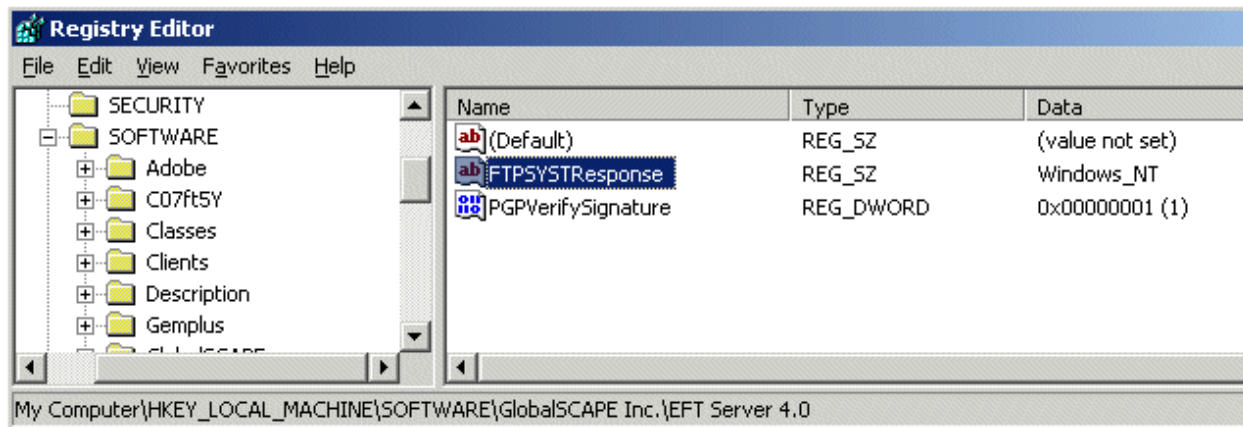 Registry Editor
File Edit View Favorites Help
SECURITY
SOFTWARE
Adobe
C07ft5Y
Classes
Clients
Description
Gemplus
Name Type Data
(Default) REG_SZ (value not set)
FTPSYSTResponse REG_SZ Windows_NT
PGPVerifySignature REG_DWORD 0x00000001 (1)
My Computer\HKEY_LOCAL_MACHINE\SOFTWARE\GlobalSCAPE Inc.\EFT Server 4.0